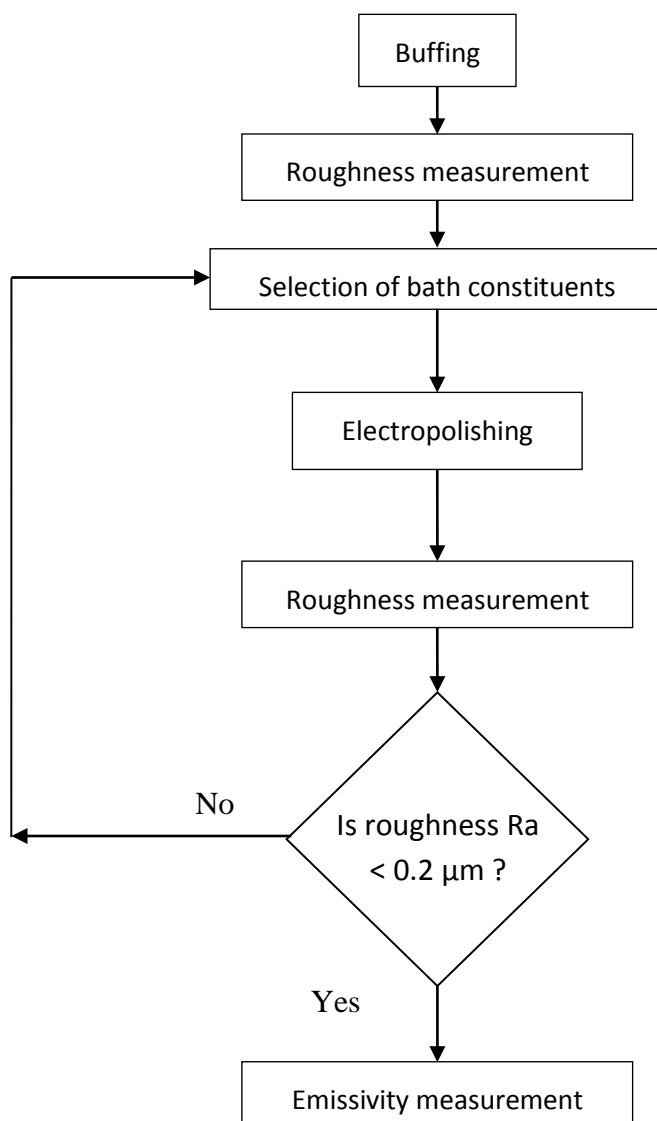 Buffing
Roughness measurement
Selection of bath constituents
Electropolishing
Roughness measurement
No
Is roughness Ra
< 0.2 µm ?
Yes
Emissivity measurement